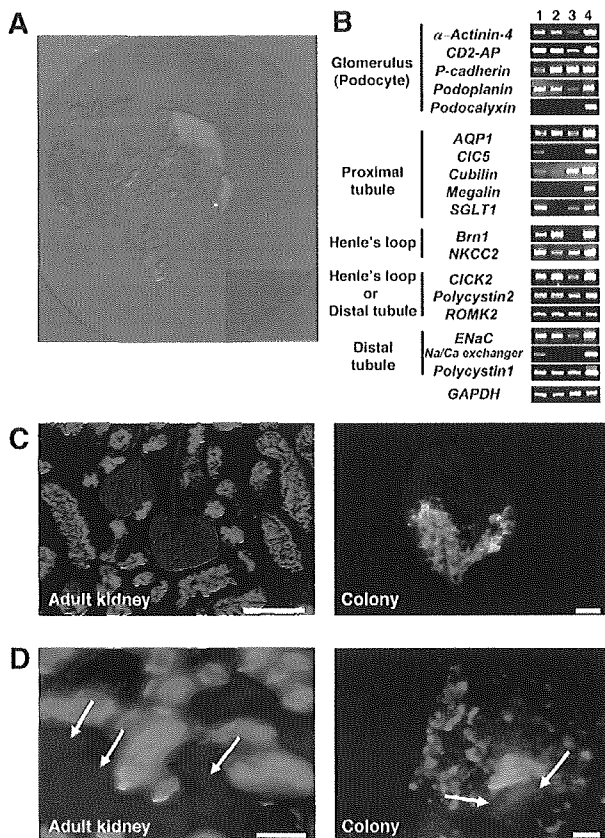 A
B
1 2 3 4
Glomerulus
(Podocyte)
α-Actinin-4
CD2-AP
P-cadherin
Podoplanin
Podocalyxin
Proximal
tubule
AQP1
ClC5
Cubilin
Megalin
SGLT1
Henle's loop
Brn1
NKCC2
Henle's loop
or
Distal tubule
ClCK2
Polycystin2
ROMK2
Distal
tubule
ENaC
Na/Ca exchanger
Polycystin1
GAPDH
C
Adult kidney
Colony
D
Adult kidney
Colony